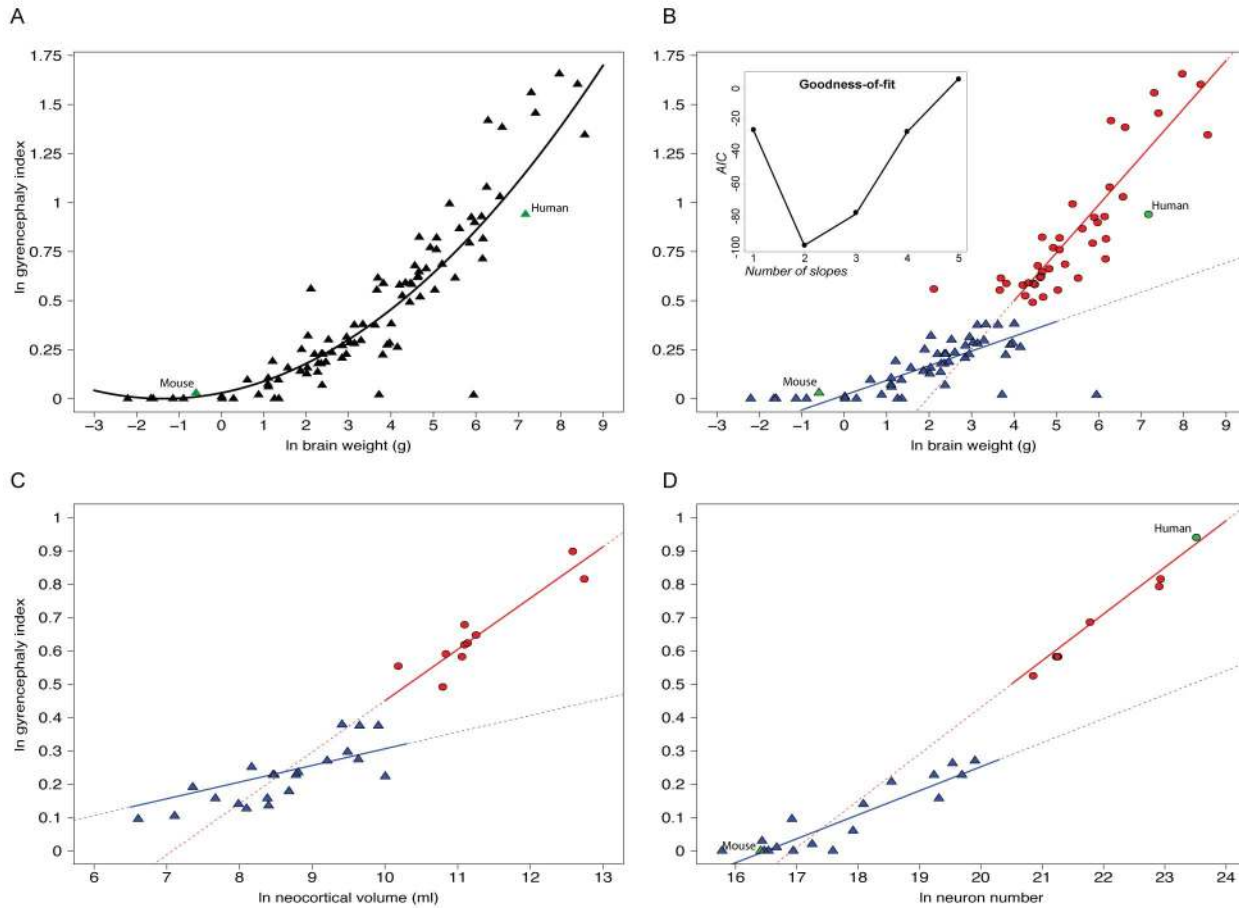 A
1.75
1.5
1.25
1
0.75
0.5
0.25
0
ln gyrencephaly index
Mouse
Human
−3 −2 −1 0 1 2 3 4 5 6 7 8 9
ln brain weight (g)
B
1.75
1.5
1.25
1
0.75
0.5
0.25
0
Goodness-of-fit
0
-20
-40
-60
-80
-100
AIC
1 2 3 4 5
Number of slopes
Human
Mouse
−3 −2 −1 0 1 2 3 4 5 6 7 8 9
ln brain weight (g)
C
1
0.9
0.8
0.7
0.6
0.5
0.4
0.3
0.2
0.1
0
ln gyrencephaly index
6 7 8 9 10 11 12 13
ln neocortical volume (ml)
D
1
0.9
0.8
0.7
0.6
0.5
0.4
0.3
0.2
0.1
0
Human
Mouse
16 17 18 19 20 21 22 23 24
ln neuron number